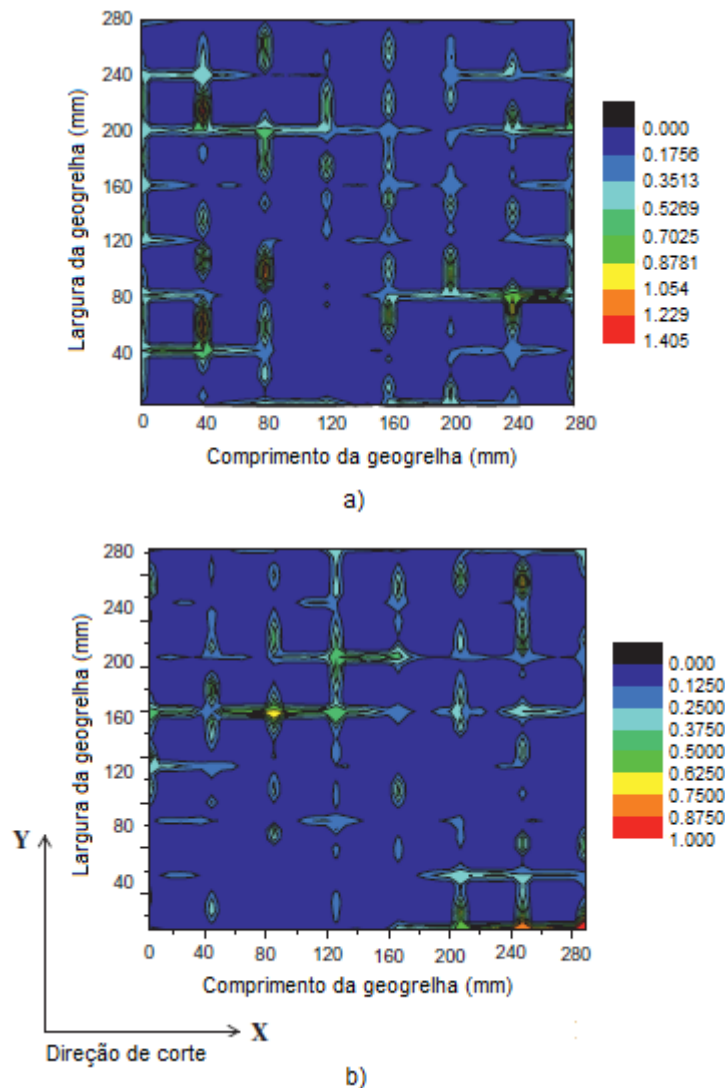 280
240
200
160
120
80
40
Largura da geogrelha (mm)
0 40 80 120 160 200 240 280
Comprimento da geogrelha (mm)
0.000
0.1756
0.3513
0.5269
0.7025
0.8781
1.054
1.229
1.405
a)
280
240
200
160
120
80
40
Largura da geogrelha (mm)
0 40 80 120 160 200 240 280
Comprimento da geogrelha (mm)
0.000
0.1250
0.2500
0.3750
0.5000
0.6250
0.7500
0.8750
1.000
Y
X
Direção de corte
b)